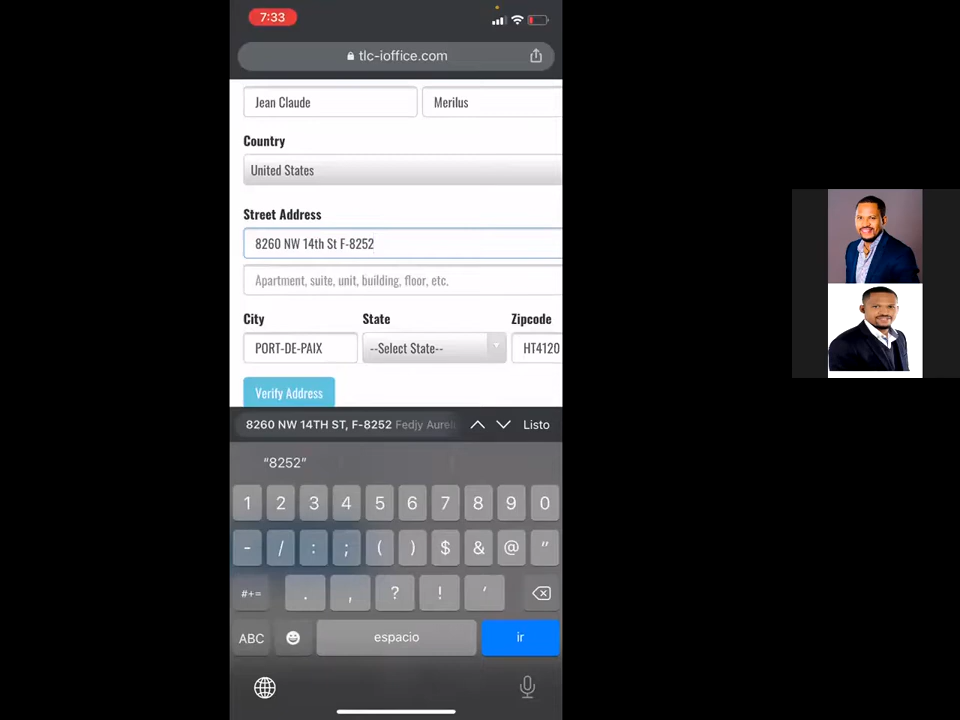 7:33
tlc-ioffice.com
Jean Claude
Merilus
Country
United States
Street Address
8260 NW 14th St F-8252
Apartment, suite, unit, building, floor, etc.
City State Zipcode
PORT-DE-PAIX --Select State-- HT4120
Verify Address
8260 NW 14TH ST, F-8252 Fedjy Aurel
Listo
“8252”
1 2 3 4 5 6 7 8 9 0
- / : ; ( ) $ & @ ”
#+= . , ? ! ’
ABC espacio ir